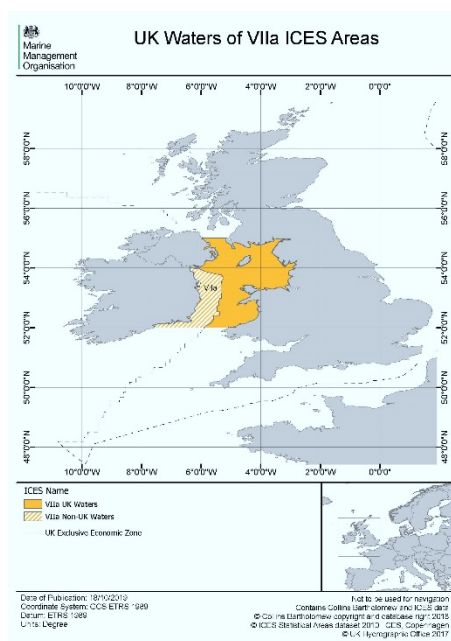 Marine
Management
Organisation
UK Waters of VIIa ICES Areas
10°0'0"W 8°0'0"W 6°0'0"W 4°0'0"W 2°0'0"W 0°0'0"
58°0'0"N 58°0'0"N
56°0'0"N 56°0'0"N
54°0'0"N 54°0'0"N
VIIa
52°0'0"N 52°0'0"N
50°0'0"N 50°0'0"N
48°0'0"N 48°0'0"N
10°0'0"W 8°0'0"W 6°0'0"W 4°0'0"W 2°0'0"W 0°0'0"
ICES Name
VIIa UK Waters
VIIa Non-UK Waters
UK Exclusive Economic Zone
Date of Publication: 18/10/2018
Coordinate System: GCS ETRS 1989
Datum: ETRS 1989
Units: Degree
Not to be used for navigation
Contains Collins Bartholomew and ICES data
© Collins Bartholomew copyright and database right 2018
© ICES Statistical Areas dataset 2010 ICES, Copenhagen
© UK Hydrographic Office 2017